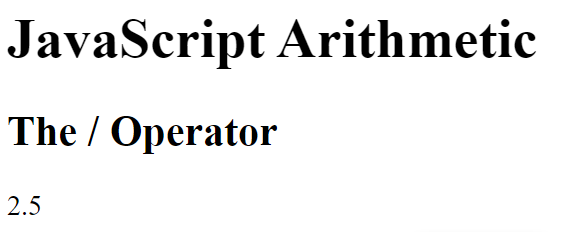 JavaScript Arithmetic
The / Operator
2.5